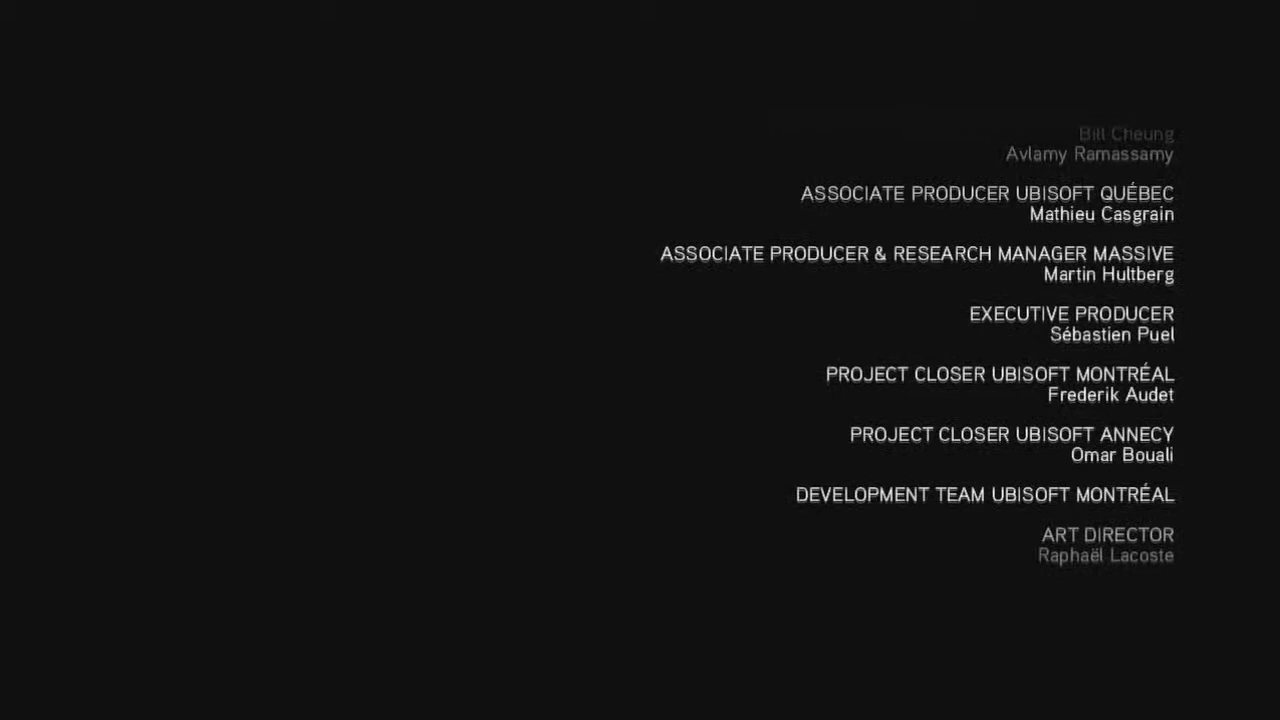 Bill Cheung
Avlamy Ramassamy
ASSOCIATE PRODUCER UBISOFT QUÉBEC
Mathieu Casgrain
ASSOCIATE PRODUCER & RESEARCH MANAGER MASSIVE
Martin Hultberg
EXECUTIVE PRODUCER
Sébastien Puel
PROJECT CLOSER UBISOFT MONTRÉAL
Frederik Audet
PROJECT CLOSER UBISOFT ANNECY
Omar Bouali
DEVELOPMENT TEAM UBISOFT MONTRÉAL
ART DIRECTOR
Raphaël Lacoste